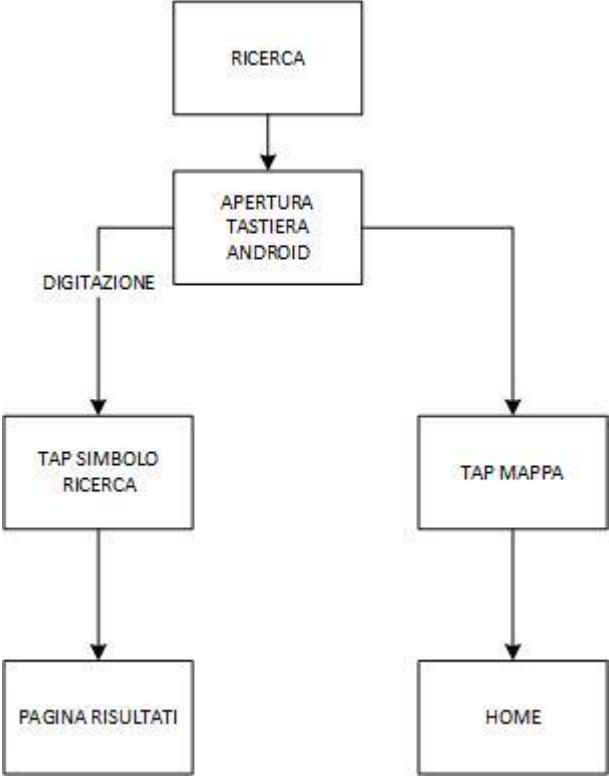 RICERCA
APERTURA
TASTIERA
ANDROID
DIGITAZIONE
TAP SIMBOLO
RICERCA
TAP MAPPA
PAGINA RISULTATI
HOME